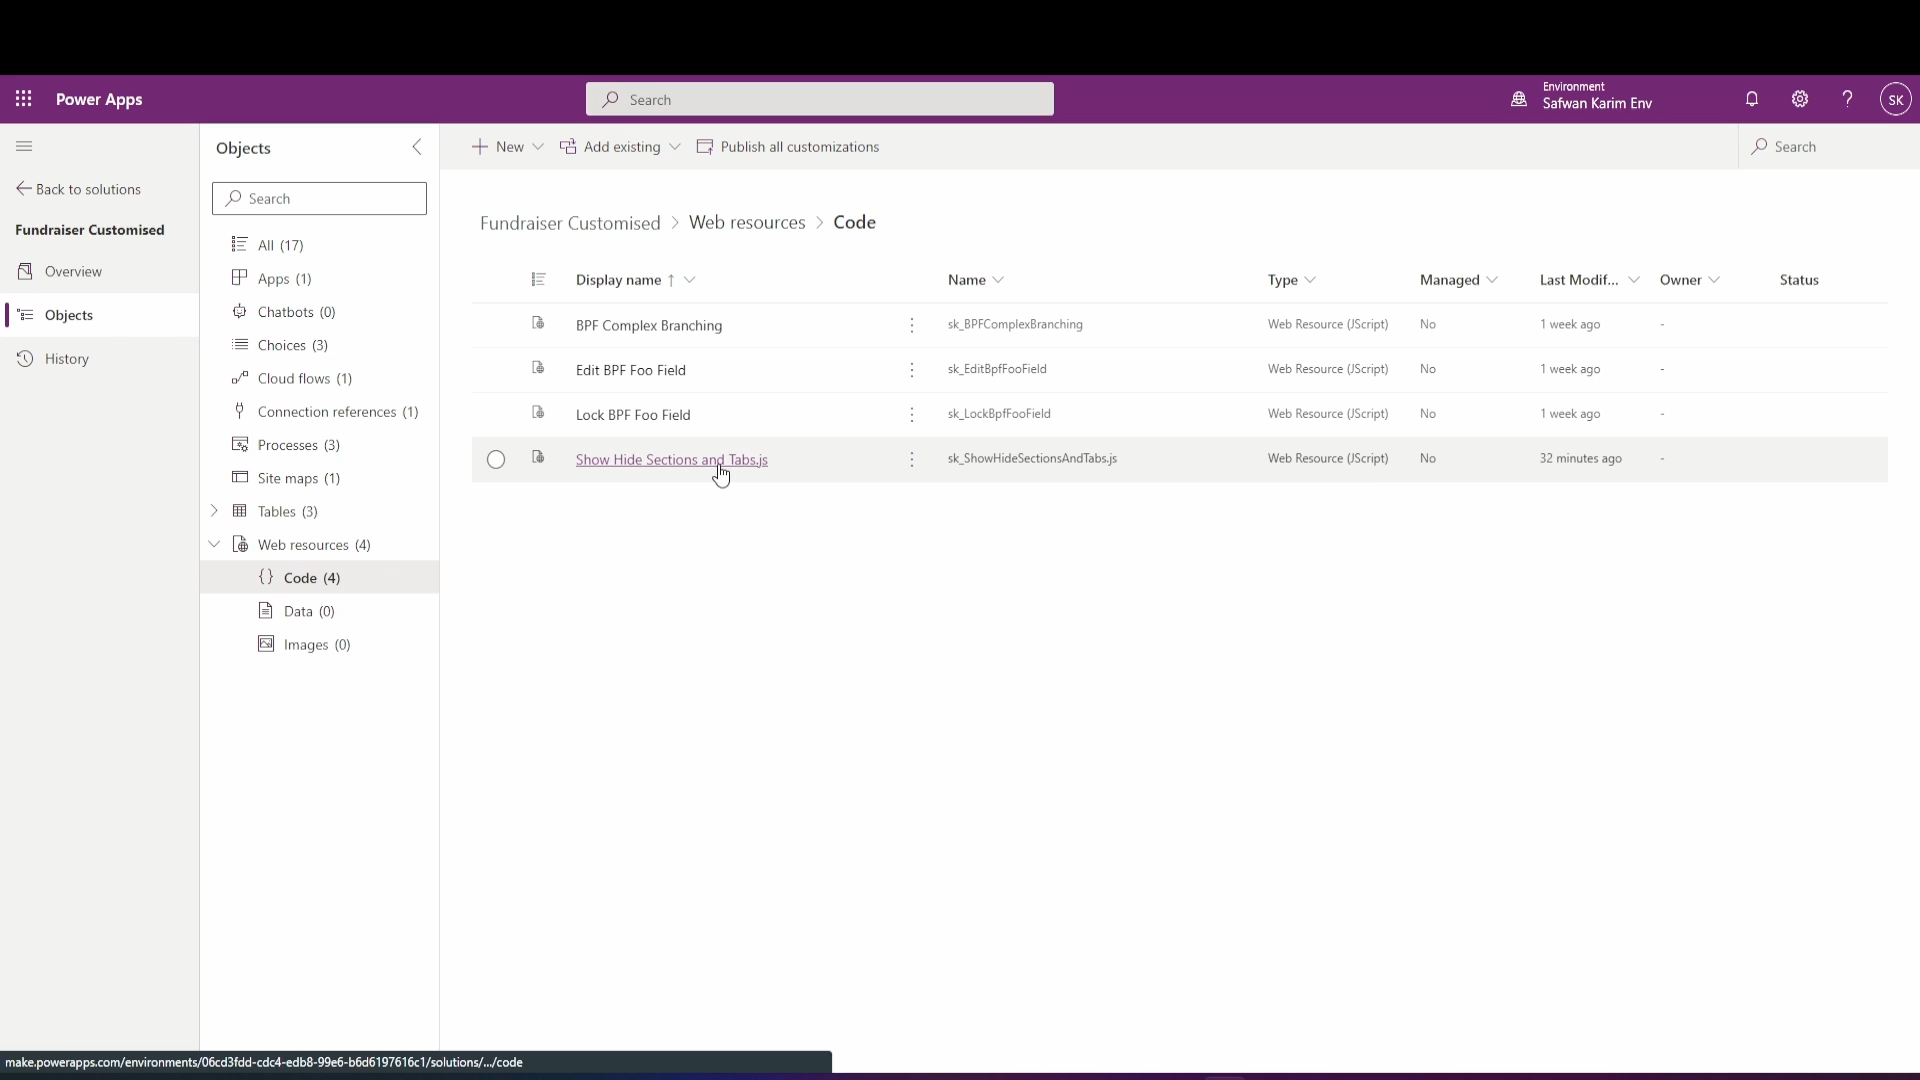 Power Apps
Search
Environment
Safwan Karim Env
?
SK
Objects
New
Add existing
Publish all customizations
Search
Back to solutions
Search
Fundraiser Customised
Fundraiser Customised > Web resources > Code
All (17)
Overview
Apps (1)
Display name ↑
Name
Type
Managed
Last Modif...
Owner
Status
Objects
Chatbots (0)
BPF Complex Branching
sk_BPFComplexBranching
Web Resource (JScript)
No
1 week ago
-
Choices (3)
History
Edit BPF Foo Field
sk_EditBpfFooField
Web Resource (JScript)
No
1 week ago
-
Cloud flows (1)
Connection references (1)
Lock BPF Foo Field
sk_LockBpfFooField
Web Resource (JScript)
No
1 week ago
-
Processes (3)
Show Hide Sections and Tabs.js
sk_ShowHideSectionsAndTabs.js
Web Resource (JScript)
No
32 minutes ago
-
Site maps (1)
Tables (3)
Web resources (4)
{} Code (4)
Data (0)
Images (0)
make.powerapps.com/environments/06cd3fdd-cdc4-edb8-99e6-b6d6197616c1/solutions/.../code